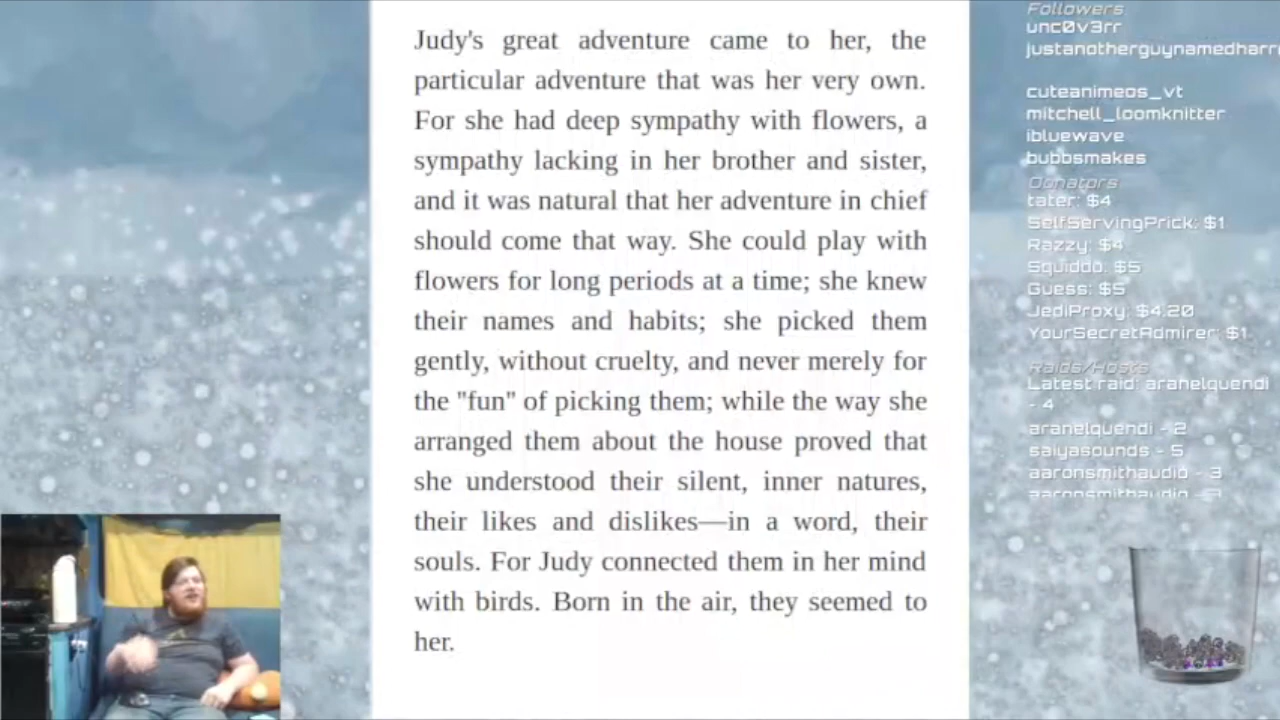 Judy's great adventure came to her, the
particular adventure that was her very own.
For she had deep sympathy with flowers, a
sympathy lacking in her brother and sister,
and it was natural that her adventure in chief
should come that way. She could play with
flowers for long periods at a time; she knew
their names and habits; she picked them
gently, without cruelty, and never merely for
the "fun" of picking them; while the way she
arranged them about the house proved that
she understood their silent, inner natures,
their likes and dislikes—in a word, their
souls. For Judy connected them in her mind
with birds. Born in the air, they seemed to
her.
Followers
unc0v3rr
justanotherguynamedharr
cuteanimeos_vt
mitchell_loomknitter
ibluewave
bubbsmakes
Donators
tater: $4
SelfServingPrick: $1
Razzy: $4
Squiddo: $5
Guess: $5
JediProxy: $4.20
YourSecretAdmirer: $1
Raids/Hosts
Latest raid: aranelquendi
- 4
aranelquendi - 2
saiyasounds - 5
aaronsmithaudio - 3
aaronsmithaudio - 3